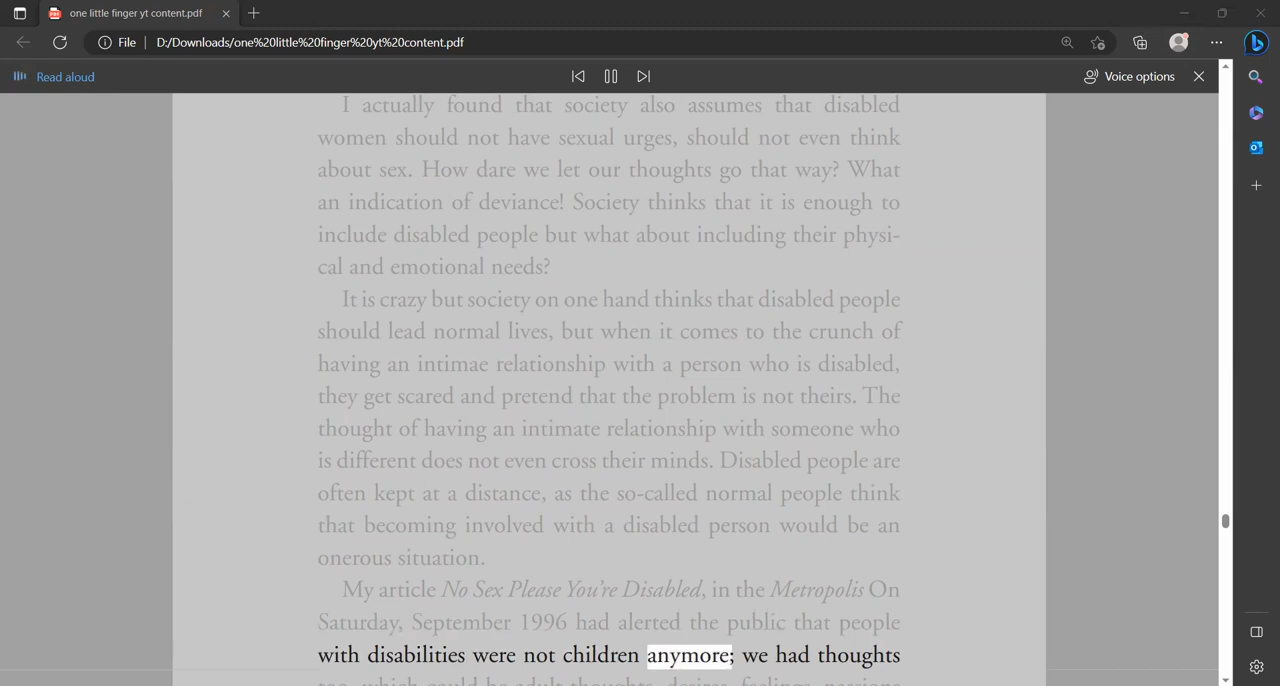 one little finger yt content.pdf
File D:/Downloads/one%20little%20finger%20yt%20content.pdf
Read aloud
Voice options
I actually found that society also assumes that disabled
women should not have sexual urges, should not even think
about sex. How dare we let our thoughts go that way? What
an indication of deviance! Society thinks that it is enough to
include disabled people but what about including their physi-
cal and emotional needs?
It is crazy but society on one hand thinks that disabled people
should lead normal lives, but when it comes to the crunch of
having an intimae relationship with a person who is disabled,
they get scared and pretend that the problem is not theirs. The
thought of having an intimate relationship with someone who
is different does not even cross their minds. Disabled people are
often kept at a distance, as the so-called normal people think
that becoming involved with a disabled person would be an
onerous situation.
My article No Sex Please You're Disabled, in the Metropolis On
Saturday, September 1996 had alerted the public that people
with disabilities were not children anymore; we had thoughts
too, which could be adult thoughts, desires, feelings, passions